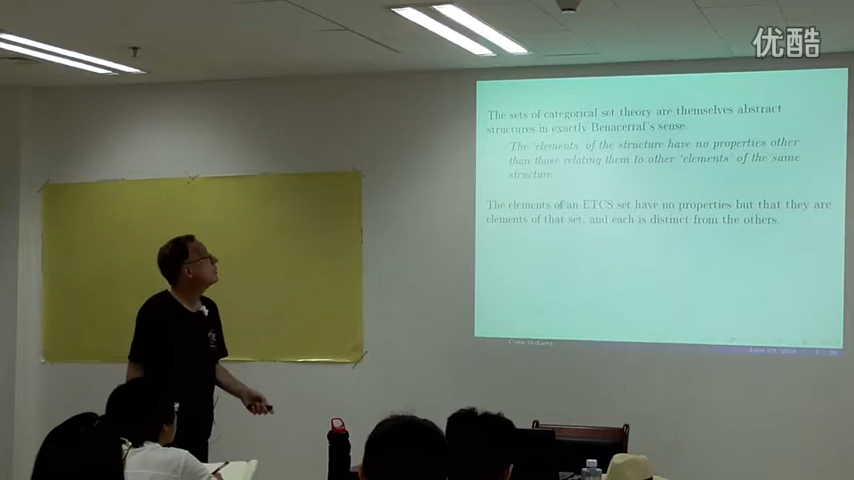 优酷
The sets of categorical set theory are themselves abstract
structures in exactly Benacerraf's sense.
The 'elements' of the structure have no properties other
than those relating them to other 'elements' of the same
structure.
The elements of an ETCS set have no properties but that they are
elements of that set, and each is distinct from the others.
Colin McLarty